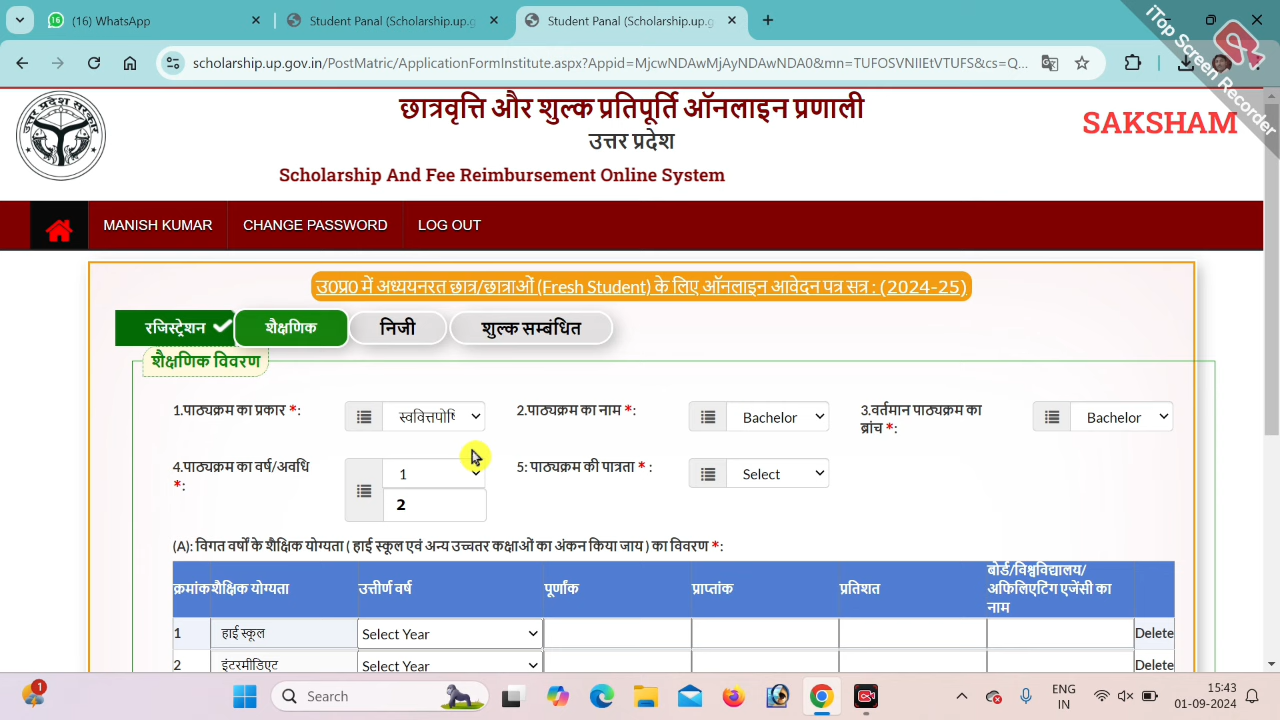 (16) WhatsApp
Student Panal (Scholarship.up.g
Student Panal (Scholarship.up.g
scholarship.up.gov.in/PostMatric/ApplicationFormInstitute.aspx?Appid=MjcwNDAwMjAyNDAwNDA0&mn=TUFOSVNIIEtVTUFS&cs=Q...
iTop Screen Recorder
छात्रवृत्ति और शुल्क प्रतिपूर्ति ऑनलाइन प्रणाली
उत्तर प्रदेश
Scholarship And Fee Reimbursement Online System
SAKSHAM
MANISH KUMAR CHANGE PASSWORD LOG OUT
उ0प्र0 में अध्ययनरत छात्र/छात्राओं (Fresh Student) के लिए ऑनलाइन आवेदन पत्र सत्र : (2024-25)
रजिस्ट्रेशन शैक्षणिक निजी शुल्क सम्बंधित
शैक्षणिक विवरण
1.पाठ्यक्रम का प्रकार *: स्ववित्तपोषि 2.पाठ्यक्रम का नाम *: Bachelor 3.वर्तमान पाठ्यक्रम का ब्रांच *: Bachelor
4.पाठ्यक्रम का वर्ष/अवधि *: 1 5: पाठ्यक्रम की पात्रता * : Select
2
(A): विगत वर्षों के शैक्षिक योग्यता ( हाई स्कूल एवं अन्य उच्चतर कक्षाओं का अंकन किया जाय ) का विवरण *:
क्रमांक शैक्षिक योग्यता उत्तीर्ण वर्ष पूर्णांक प्राप्तांक प्रतिशत बोर्ड/विश्वविद्यालय/ अफिलिएटिंग एजेंसी का नाम
1 हाई स्कूल Select Year Delete
2 इंटरमीडिएट Select Year Delete
1
Search
ENG
IN
15:43
01-09-2024